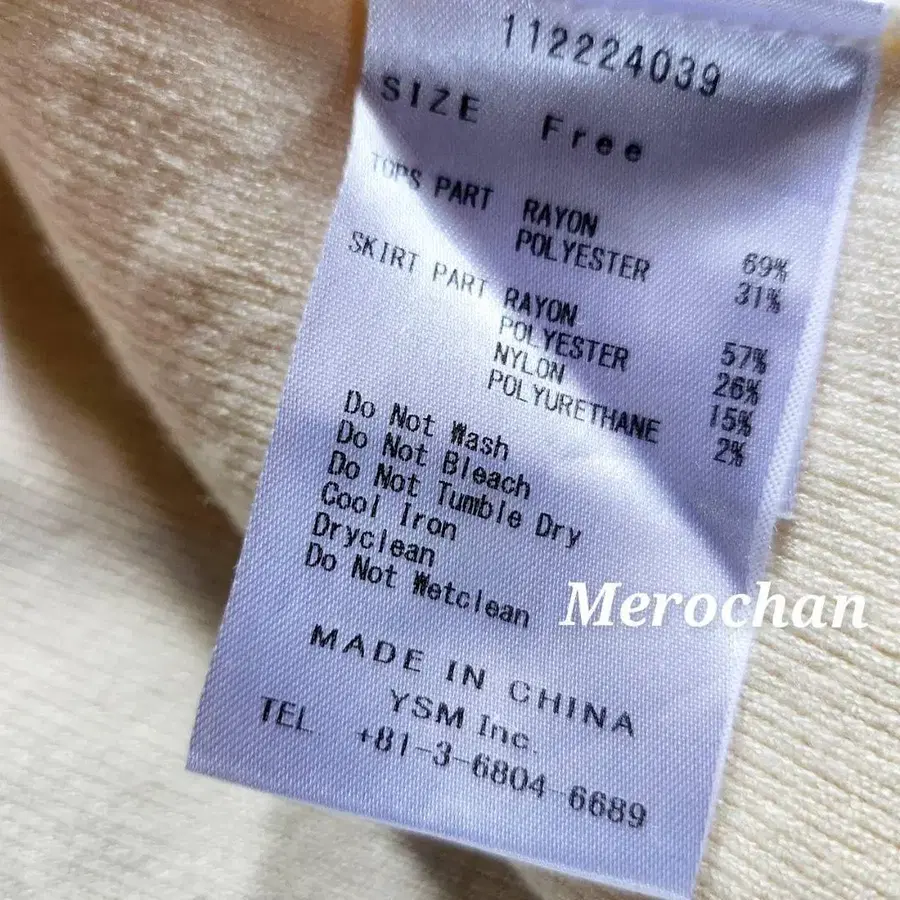 112224039
SIZE Free
TOPS PART RAYON 69%
POLYESTER 31%
SKIRT PART RAYON 57%
POLYESTER 26%
NYLON 15%
POLYURETHANE 2%
Do Not Wash
Do Not Bleach
Do Not Tumble Dry
Cool Iron
Dryclean
Do Not Wetclean
Merochan
MADE IN CHINA
YSM Inc.
TEL +81-3-6804-6689